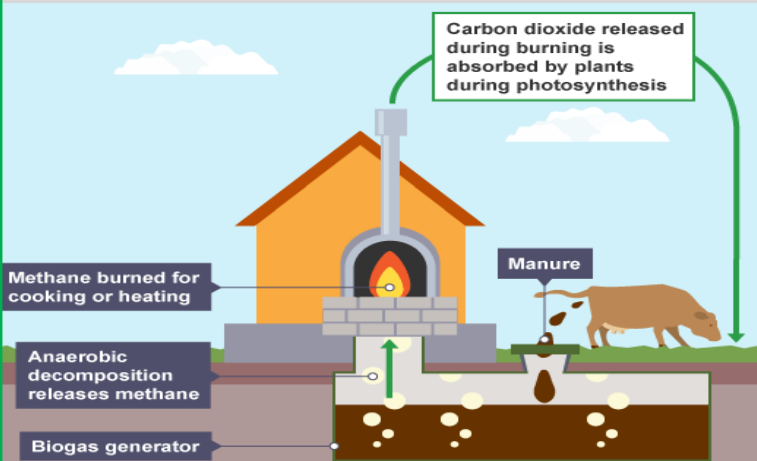 Carbon dioxide released
during burning is
absorbed by plants
during photosynthesis
Manure
Methane burned for
cooking or heating
Anaerobic
decomposition
releases methane
Biogas generator